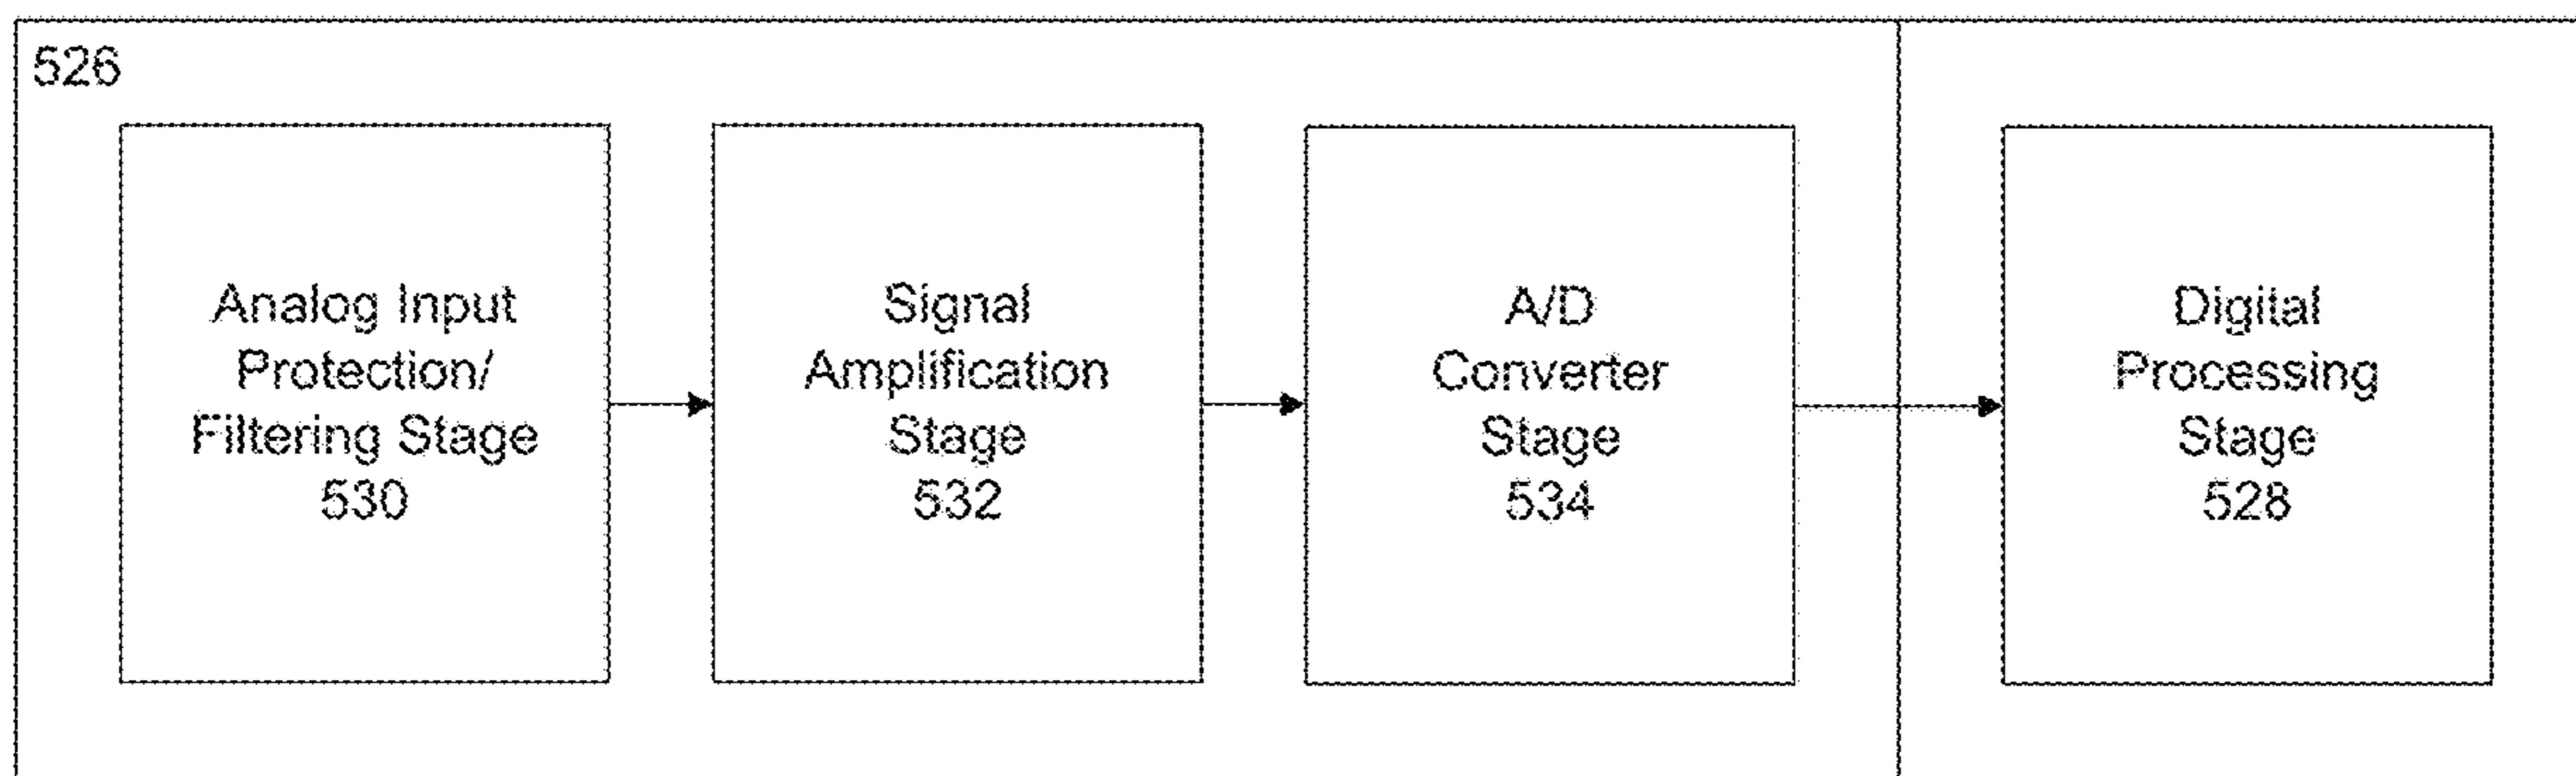 526
Analog Input
Protection/
Filtering Stage
530
Signal
Amplification
Stage
532
A/D
Converter
Stage
534
Digital
Processing
Stage
528